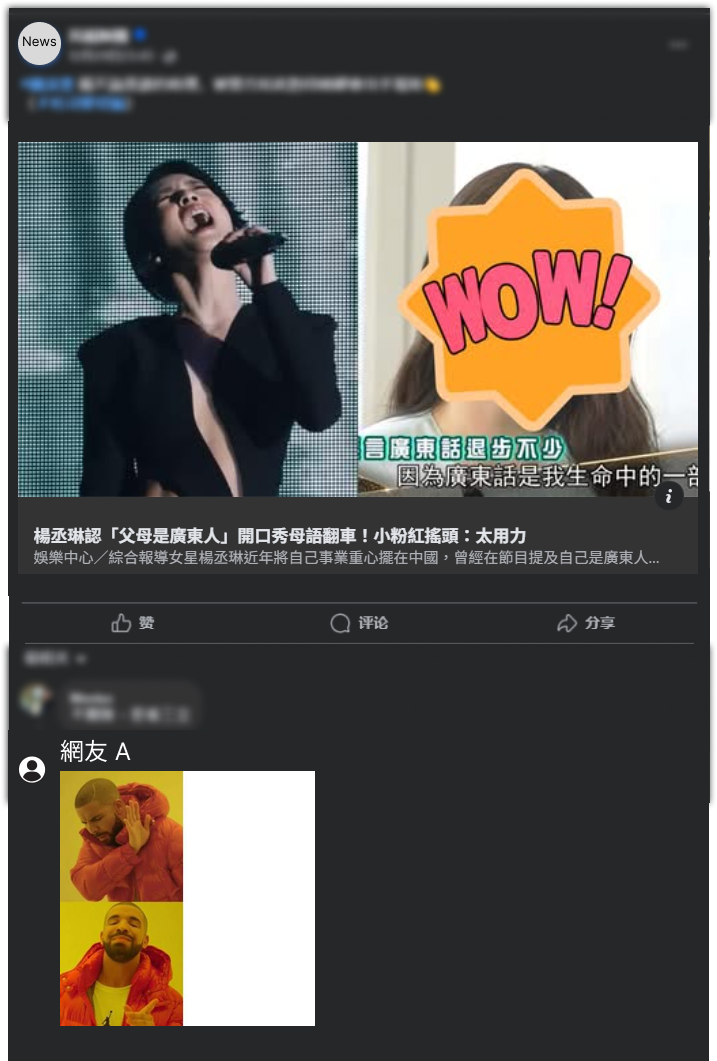 News
WOW!
言廣東話退步不少
因為廣東話是我生命中的一部
i
楊丞琳認「父母是廣東人」開口秀母語翻車！小粉紅搖頭：太用力
娛樂中心／綜合報導女星楊丞琳近年將自己事業重心擺在中國，曾經在節目提及自己是廣東人...
赞
评论
分享
網友 A